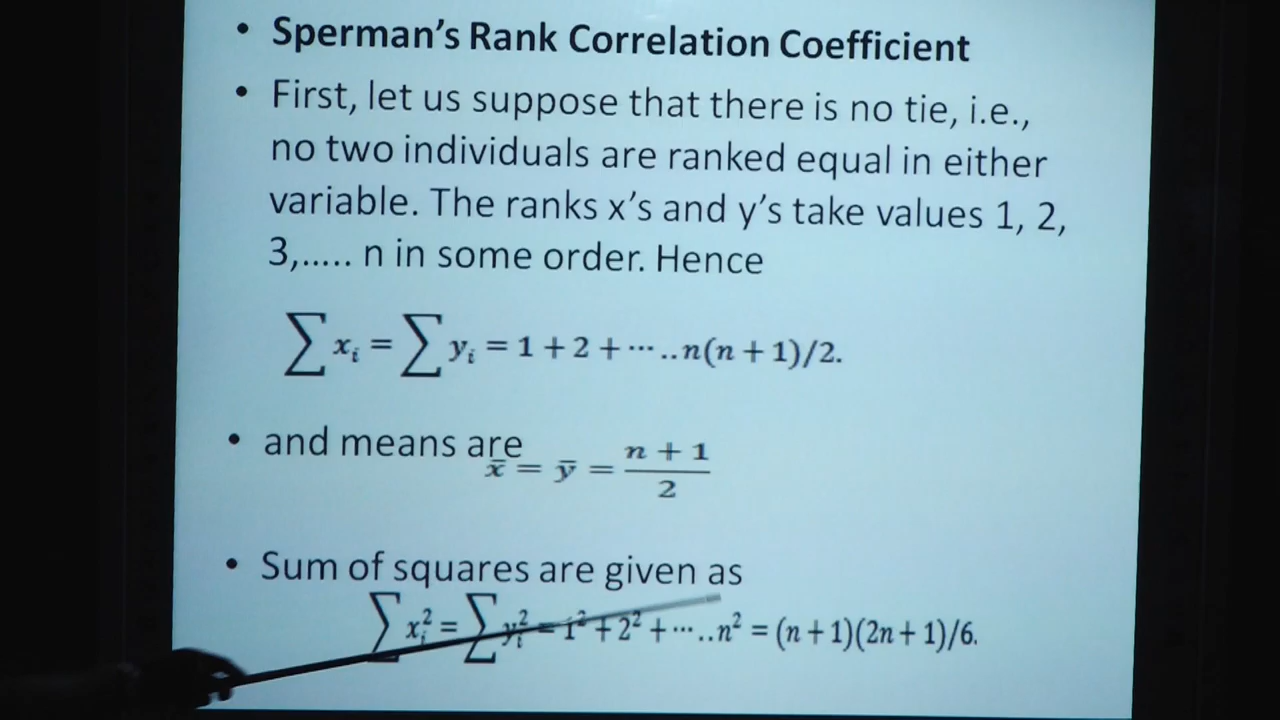 • Sperman's Rank Correlation Coefficient
• First, let us suppose that there is no tie, i.e.,
no two individuals are ranked equal in either
variable. The ranks x's and y's take values 1, 2,
3,..... n in some order. Hence
∑ xᵢ = ∑ yᵢ = 1 + 2 + ⋯ ..n(n + 1)/2.
• and means are x̄ = ȳ = (n + 1)/2
• Sum of squares are given as
∑ xᵢ² = ∑ yᵢ² = 1² + 2² + ⋯ ..n² = (n + 1)(2n + 1)/6.